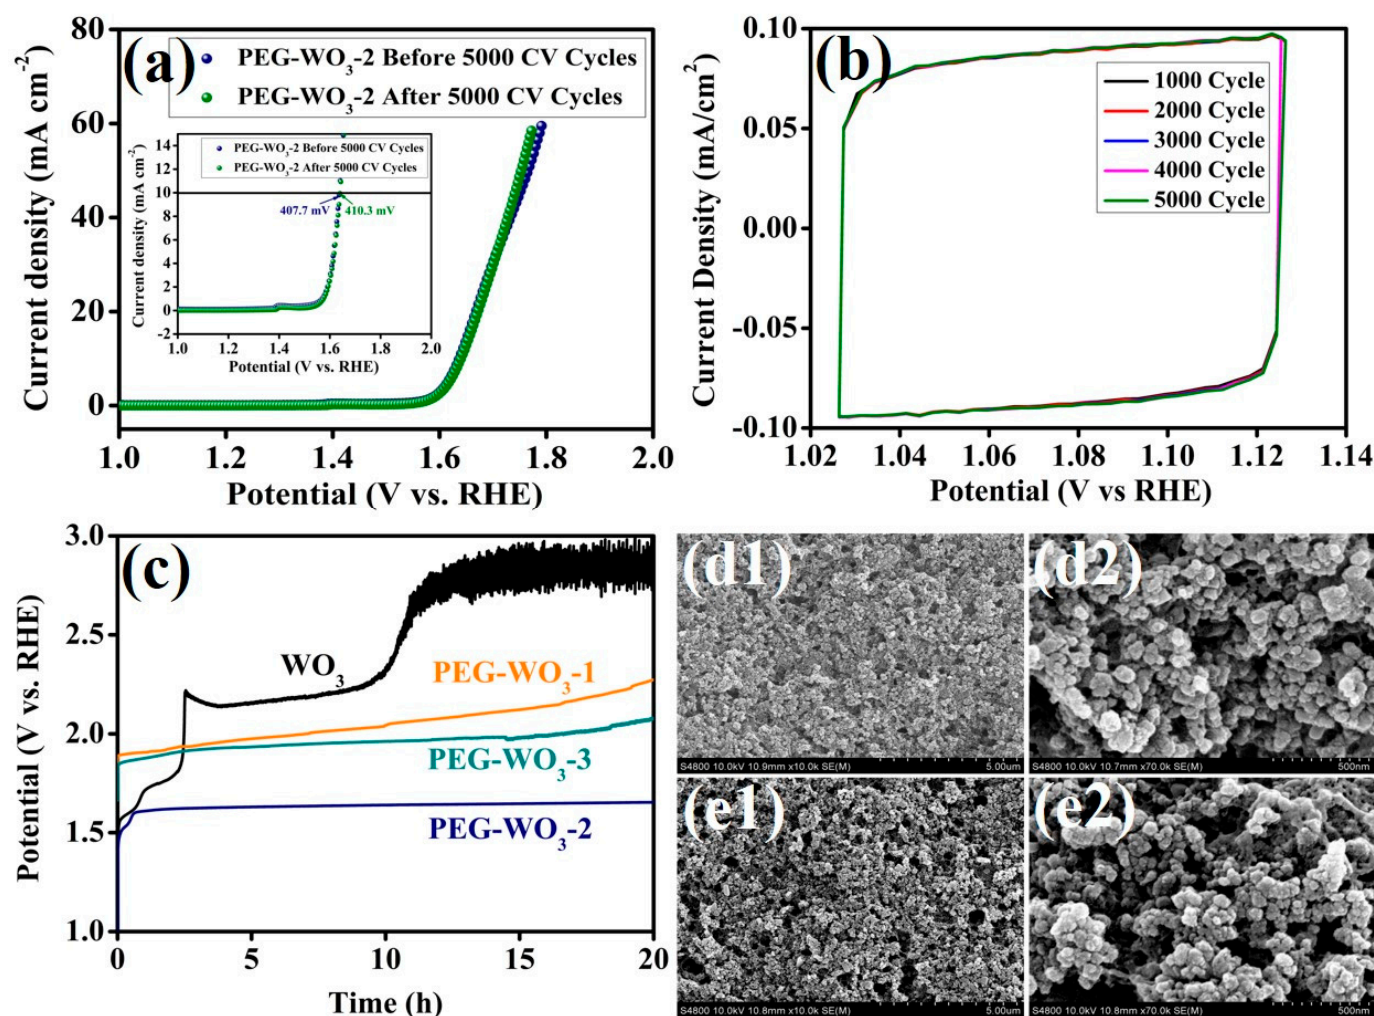 (a)
PEG-WO3-2 Before 5000 CV Cycles
PEG-WO3-2 After 5000 CV Cycles
Current density (mA cm-2)
80
60
40
20
0
1.0 1.2 1.4 1.6 1.8 2.0
Potential (V vs. RHE)
PEG-WO3-2 Before 5000 CV Cycles
PEG-WO3-2 After 5000 CV Cycles
407.7 mV 410.3 mV
Current density (mA cm-2)
14
12
10
8
6
4
2
0
-2
1.0 1.2 1.4 1.6 1.8 2.0
Potential (V vs. RHE)
(b)
1000 Cycle
2000 Cycle
3000 Cycle
4000 Cycle
5000 Cycle
Current Density (mA/cm2)
0.10
0.05
0.00
-0.05
-0.10
1.02 1.04 1.06 1.08 1.10 1.12 1.14
Potential (V vs RHE)
(c)
WO3
PEG-WO3-1
PEG-WO3-3
PEG-WO3-2
Potential (V vs. RHE)
3.0
2.5
2.0
1.5
1.0
0 5 10 15 20
Time (h)
(d1)
S4800 10.0kV 10.9mm x10.0k SE(M) 5.00um
(d2)
S4800 10.0kV 10.7mm x70.0k SE(M) 500nm
(e1)
S4800 10.0kV 10.8mm x10.0k SE(M) 5.00um
(e2)
S4800 10.0kV 10.8mm x70.0k SE(M) 500nm